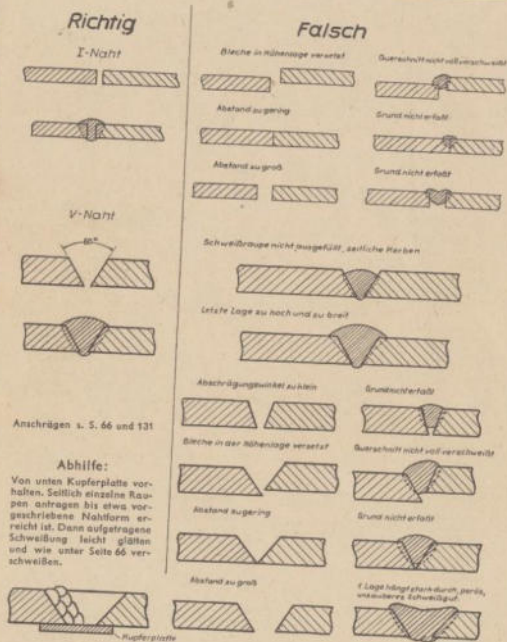 Richtig
I-Naht
V-Naht
60°
Anschrägen s. S. 66 und 131
Abhilfe:
Von unten Kupferplatte vor-
halten. Seitlich einzelne Rau-
pen antragen bis etwa vor-
geschriebene Nahtform er-
reicht ist. Dann aufgetragene
Schweißung leicht glätten
und wie unter Seite 66 ver-
schweißen.
Kupferplatte
Falsch
Bleche in Höhenlage versetzt
Querschnitt nicht voll verschweißt
Abstand zu gering
Grund nicht erfaßt
Abstand zu groß
Grund nicht erfaßt
Schweißraupe nicht ausgefüllt, seitliche Kerben
Letzte Lage zu hoch und zu breit
Abschrägungswinkel zu klein
Grund nicht erfaßt
Bleche in der Höhenlage versetzt
Querschnitt nicht voll verschweißt
Abstand zu gering
Grund nicht erfaßt
Abstand zu groß
1. Lage hängt stark durch, porös,
unsauberes Schweißgut.